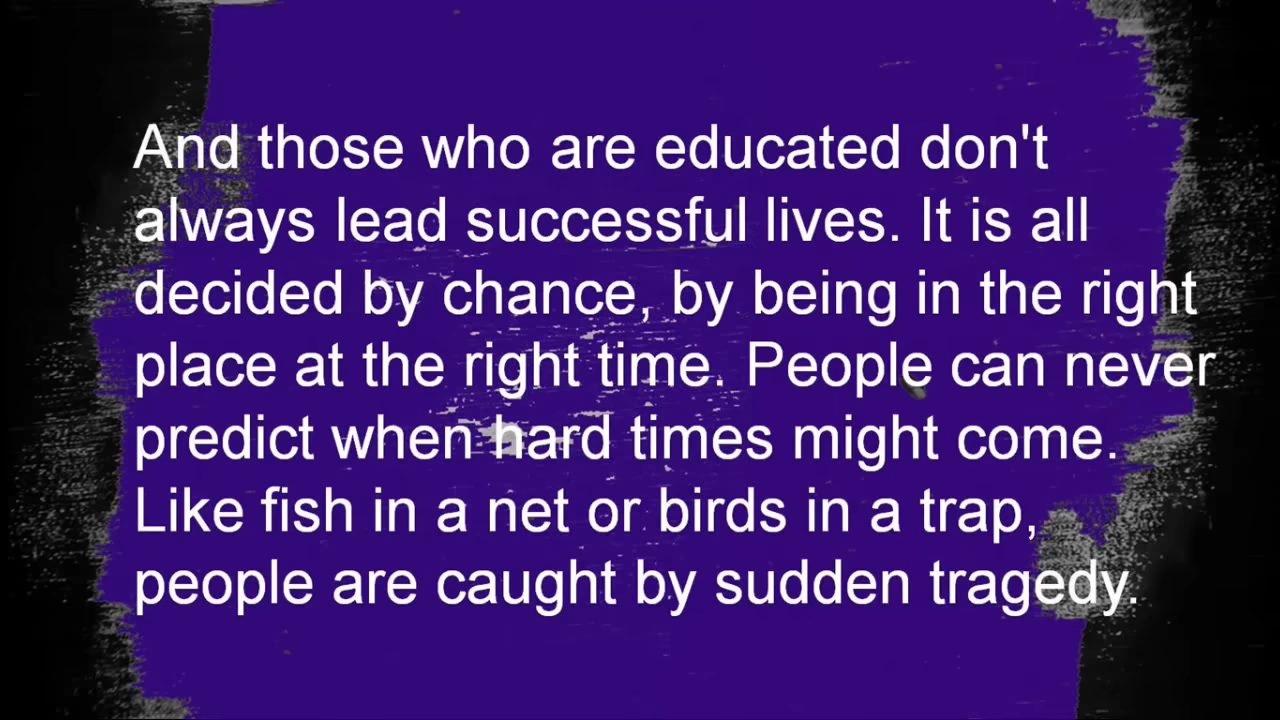 And those who are educated don't
always lead successful lives. It is all
decided by chance, by being in the right
place at the right time. People can never
predict when hard times might come.
Like fish in a net or birds in a trap,
people are caught by sudden tragedy.